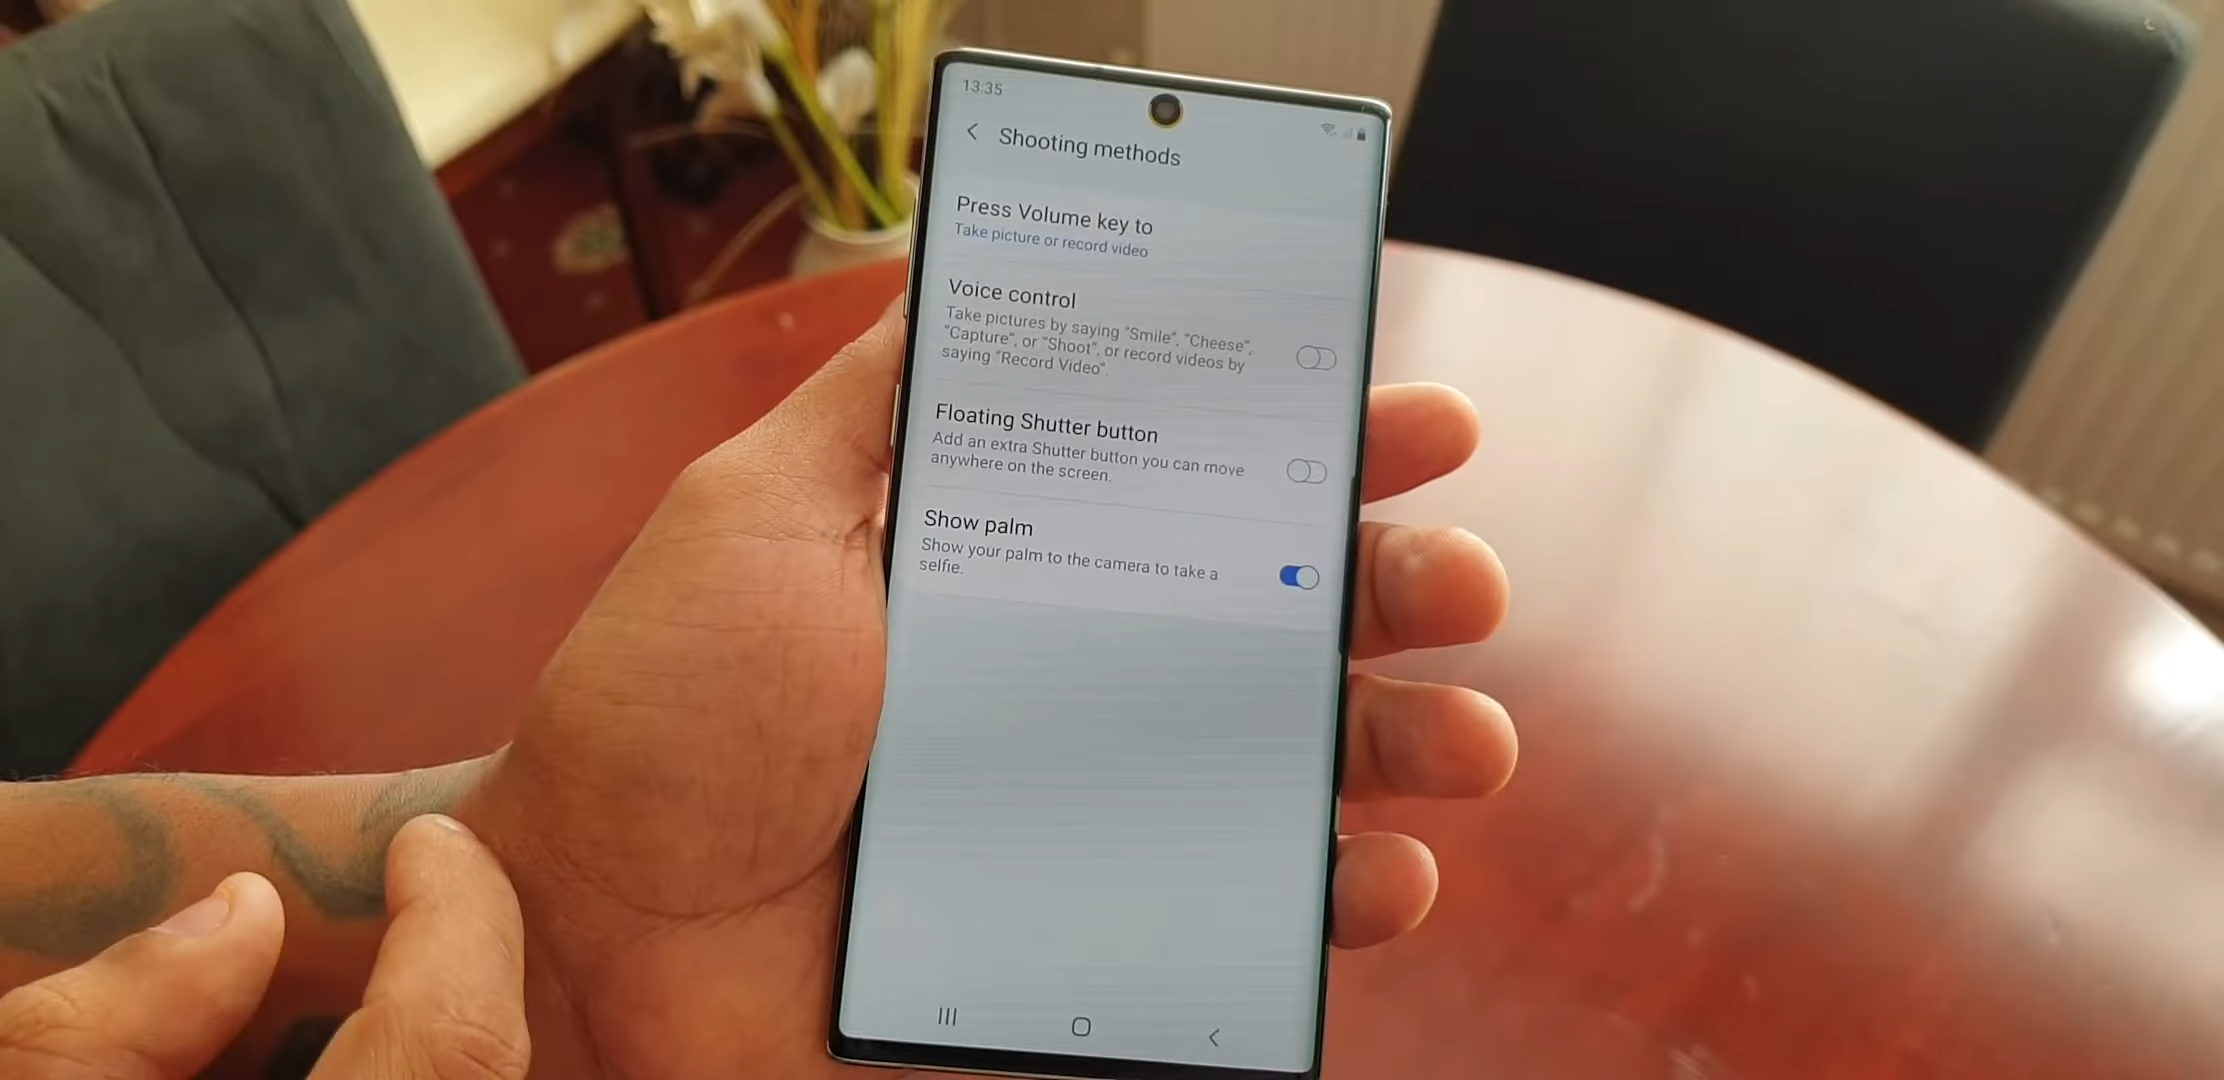 13:35
Shooting methods
Press Volume key to
Take picture or record video
Voice control
Take pictures by saying "Smile", "Cheese",
"Capture", or "Shoot", or record videos by
saying "Record Video".
Floating Shutter button
Add an extra Shutter button you can move
anywhere on the screen.
Show palm
Show your palm to the camera to take a
selfie.